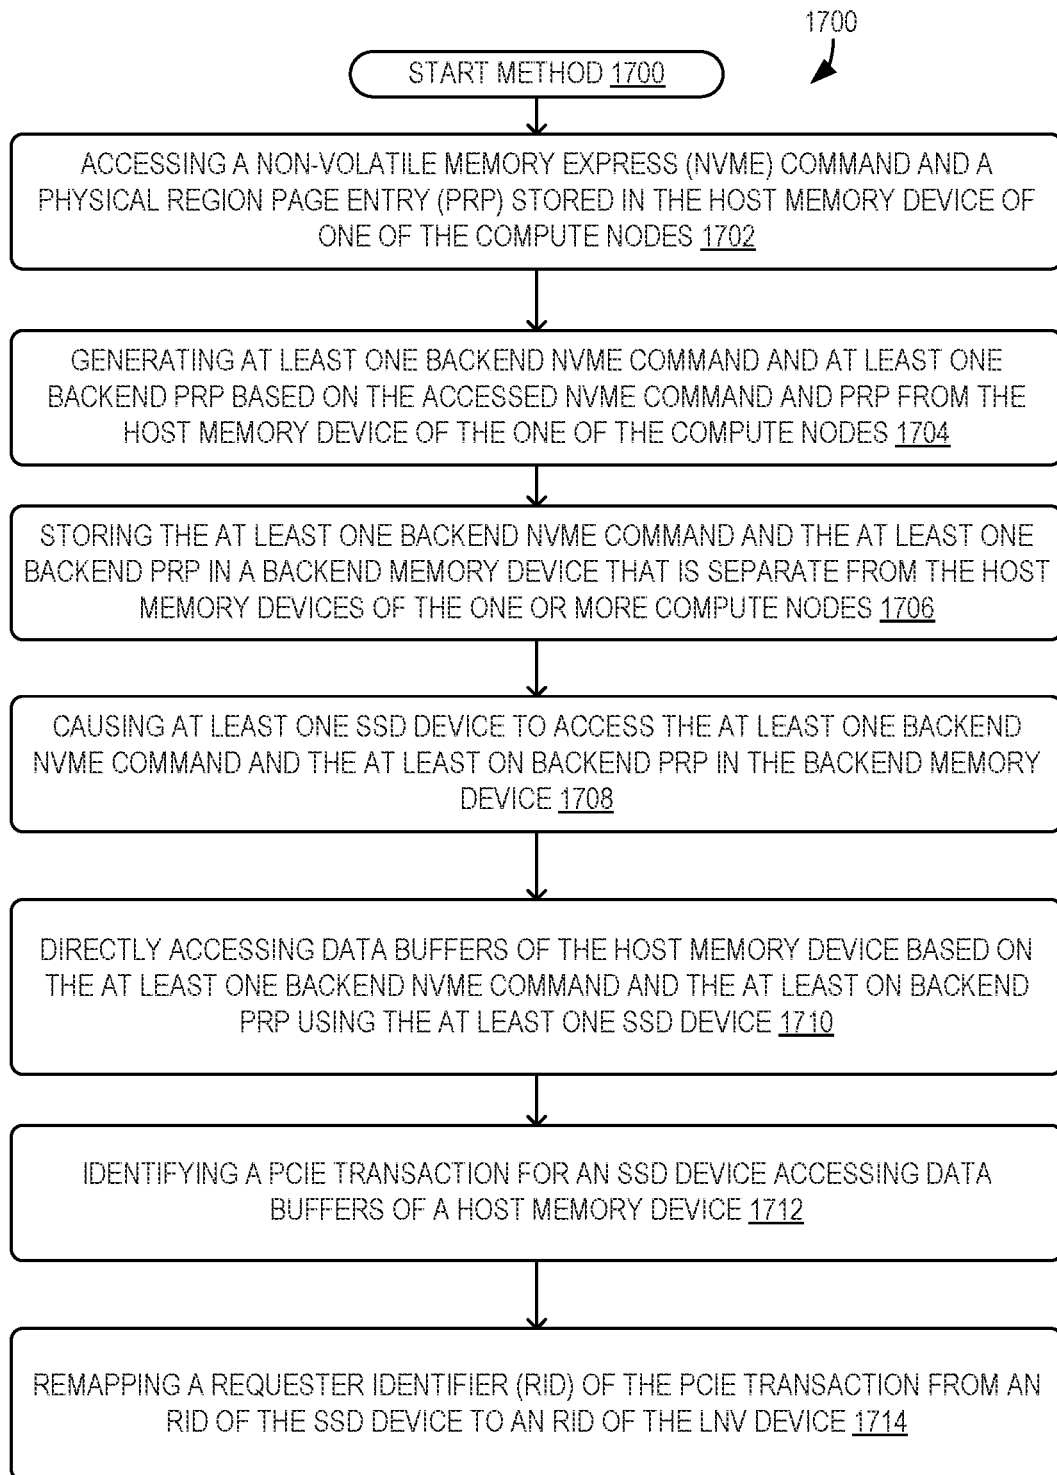 1700
START METHOD 1700
ACCESSING A NON-VOLATILE MEMORY EXPRESS (NVME) COMMAND AND A
PHYSICAL REGION PAGE ENTRY (PRP) STORED IN THE HOST MEMORY DEVICE OF
ONE OF THE COMPUTE NODES 1702
GENERATING AT LEAST ONE BACKEND NVME COMMAND AND AT LEAST ONE
BACKEND PRP BASED ON THE ACCESSED NVME COMMAND AND PRP FROM THE
HOST MEMORY DEVICE OF THE ONE OF THE COMPUTE NODES 1704
STORING THE AT LEAST ONE BACKEND NVME COMMAND AND THE AT LEAST ONE
BACKEND PRP IN A BACKEND MEMORY DEVICE THAT IS SEPARATE FROM THE HOST
MEMORY DEVICES OF THE ONE OR MORE COMPUTE NODES 1706
CAUSING AT LEAST ONE SSD DEVICE TO ACCESS THE AT LEAST ONE BACKEND
NVME COMMAND AND THE AT LEAST ON BACKEND PRP IN THE BACKEND MEMORY
DEVICE 1708
DIRECTLY ACCESSING DATA BUFFERS OF THE HOST MEMORY DEVICE BASED ON
THE AT LEAST ONE BACKEND NVME COMMAND AND THE AT LEAST ON BACKEND
PRP USING THE AT LEAST ONE SSD DEVICE 1710
IDENTIFYING A PCIE TRANSACTION FOR AN SSD DEVICE ACCESSING DATA
BUFFERS OF A HOST MEMORY DEVICE 1712
REMAPPING A REQUESTER IDENTIFIER (RID) OF THE PCIE TRANSACTION FROM AN
RID OF THE SSD DEVICE TO AN RID OF THE LNV DEVICE 1714